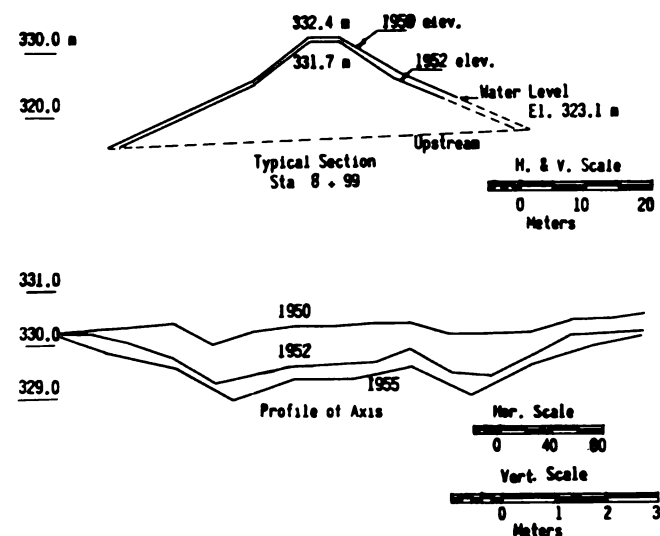 332.4 m
1950 elev.
330.0 m
331.7 m
1952 elev.
Water Level
El. 323.1 m
320.0
Upstream
Typical Section
Sta 8 + 99
H. & V. Scale
0 10 20
Meters
331.0
1950
330.0
1952
1955
329.0
Profile of Axis
Hor. Scale
0 40 80
Vert. Scale
0 1 2 3
Meters